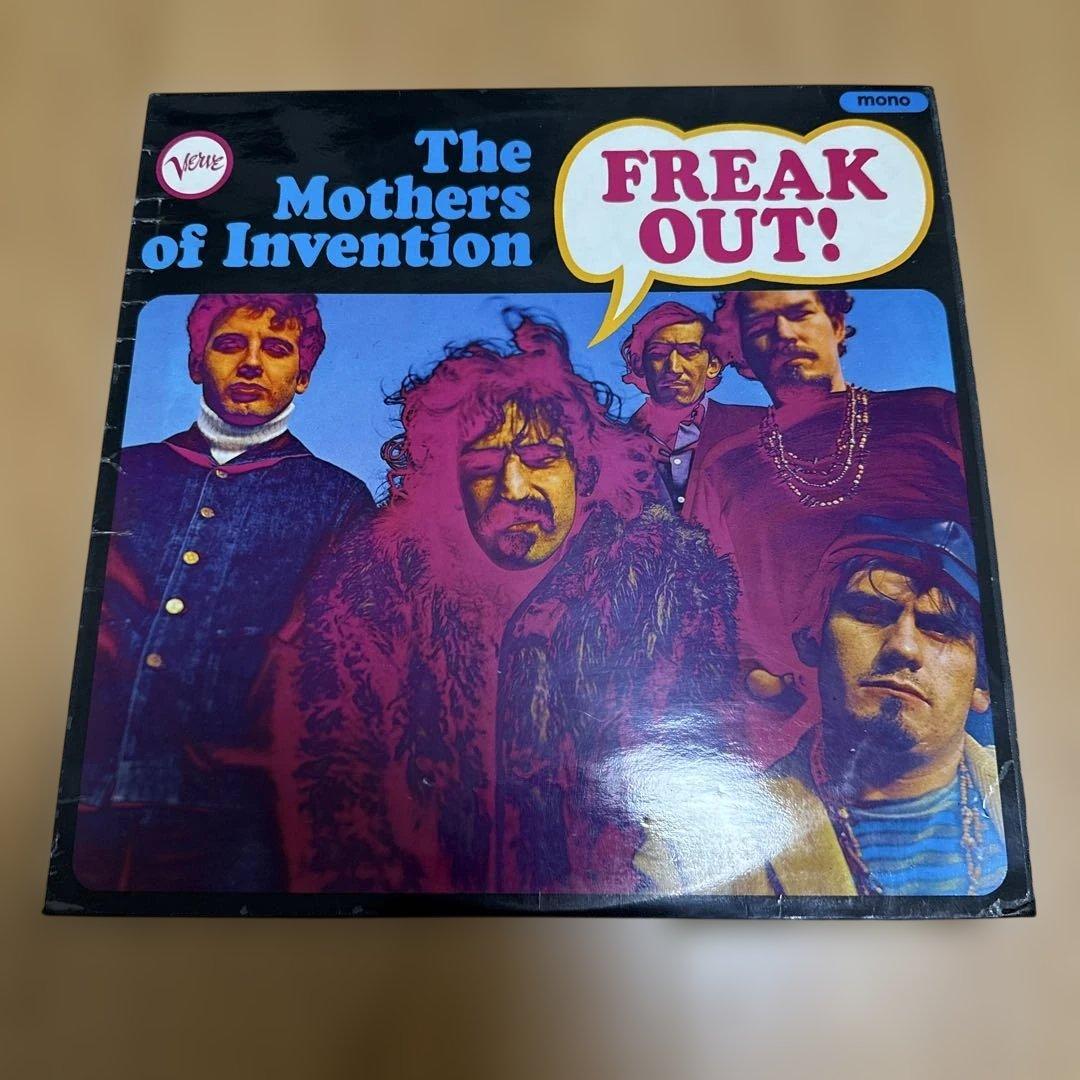 mono
Verve
The
Mothers
of Invention
FREAK
OUT!